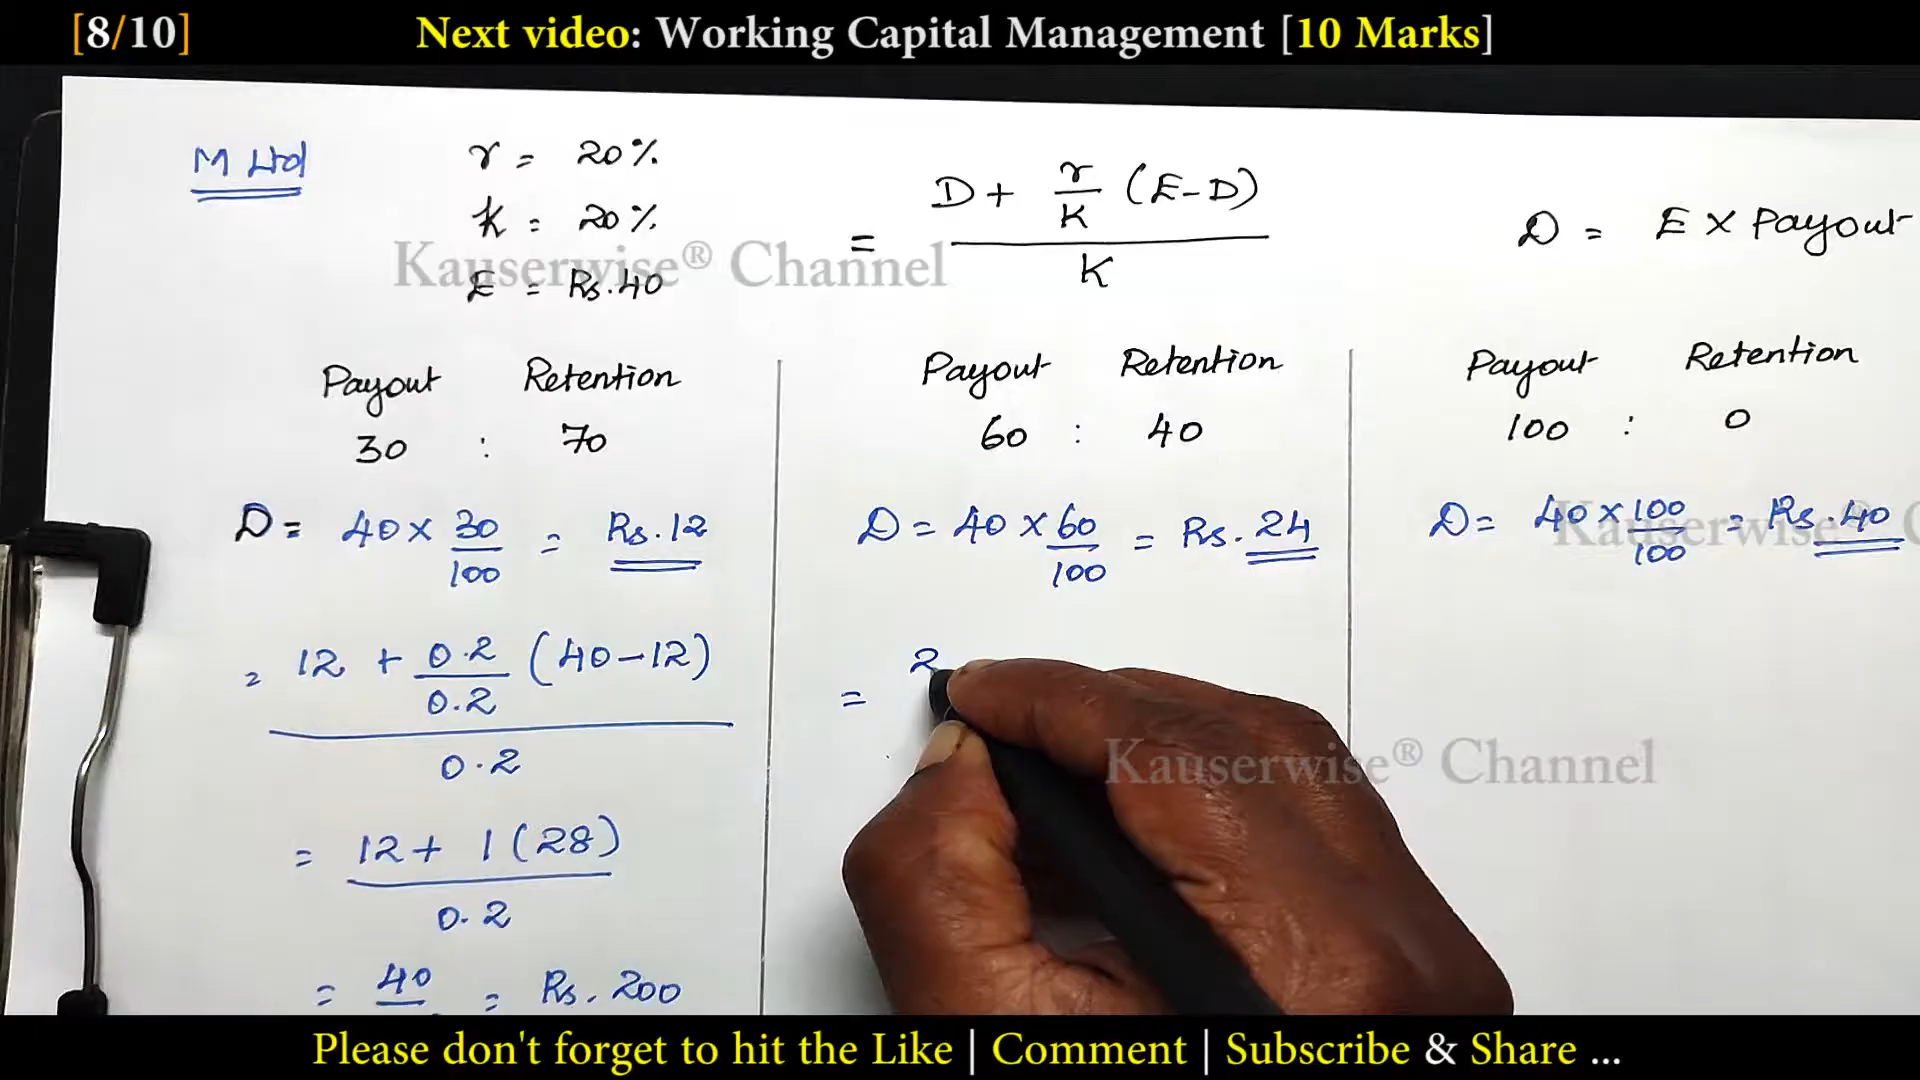 [8/10] Next video: Working Capital Management [10 Marks]
M Ltd
r = 20%
k = 20%
E = Rs.40
= D + r/K (E-D)
K
D = E X Payout
Kauserwise® Channel
Payout Retention
30 : 70
D = 40 x 30/100 = Rs.12
= 12 + 0.2/0.2 (40-12)
0.2
= 12 + 1(28)
0.2
= 40 = Rs. 200
Payout Retention
60 : 40
D = 40 x 60/100 = Rs. 24
= 2
Payout Retention
100 : 0
D = 40 x 100/100 = Rs.40
Kauserwise® C
Kauserwise® Channel
Please don't forget to hit the Like | Comment | Subscribe & Share ...